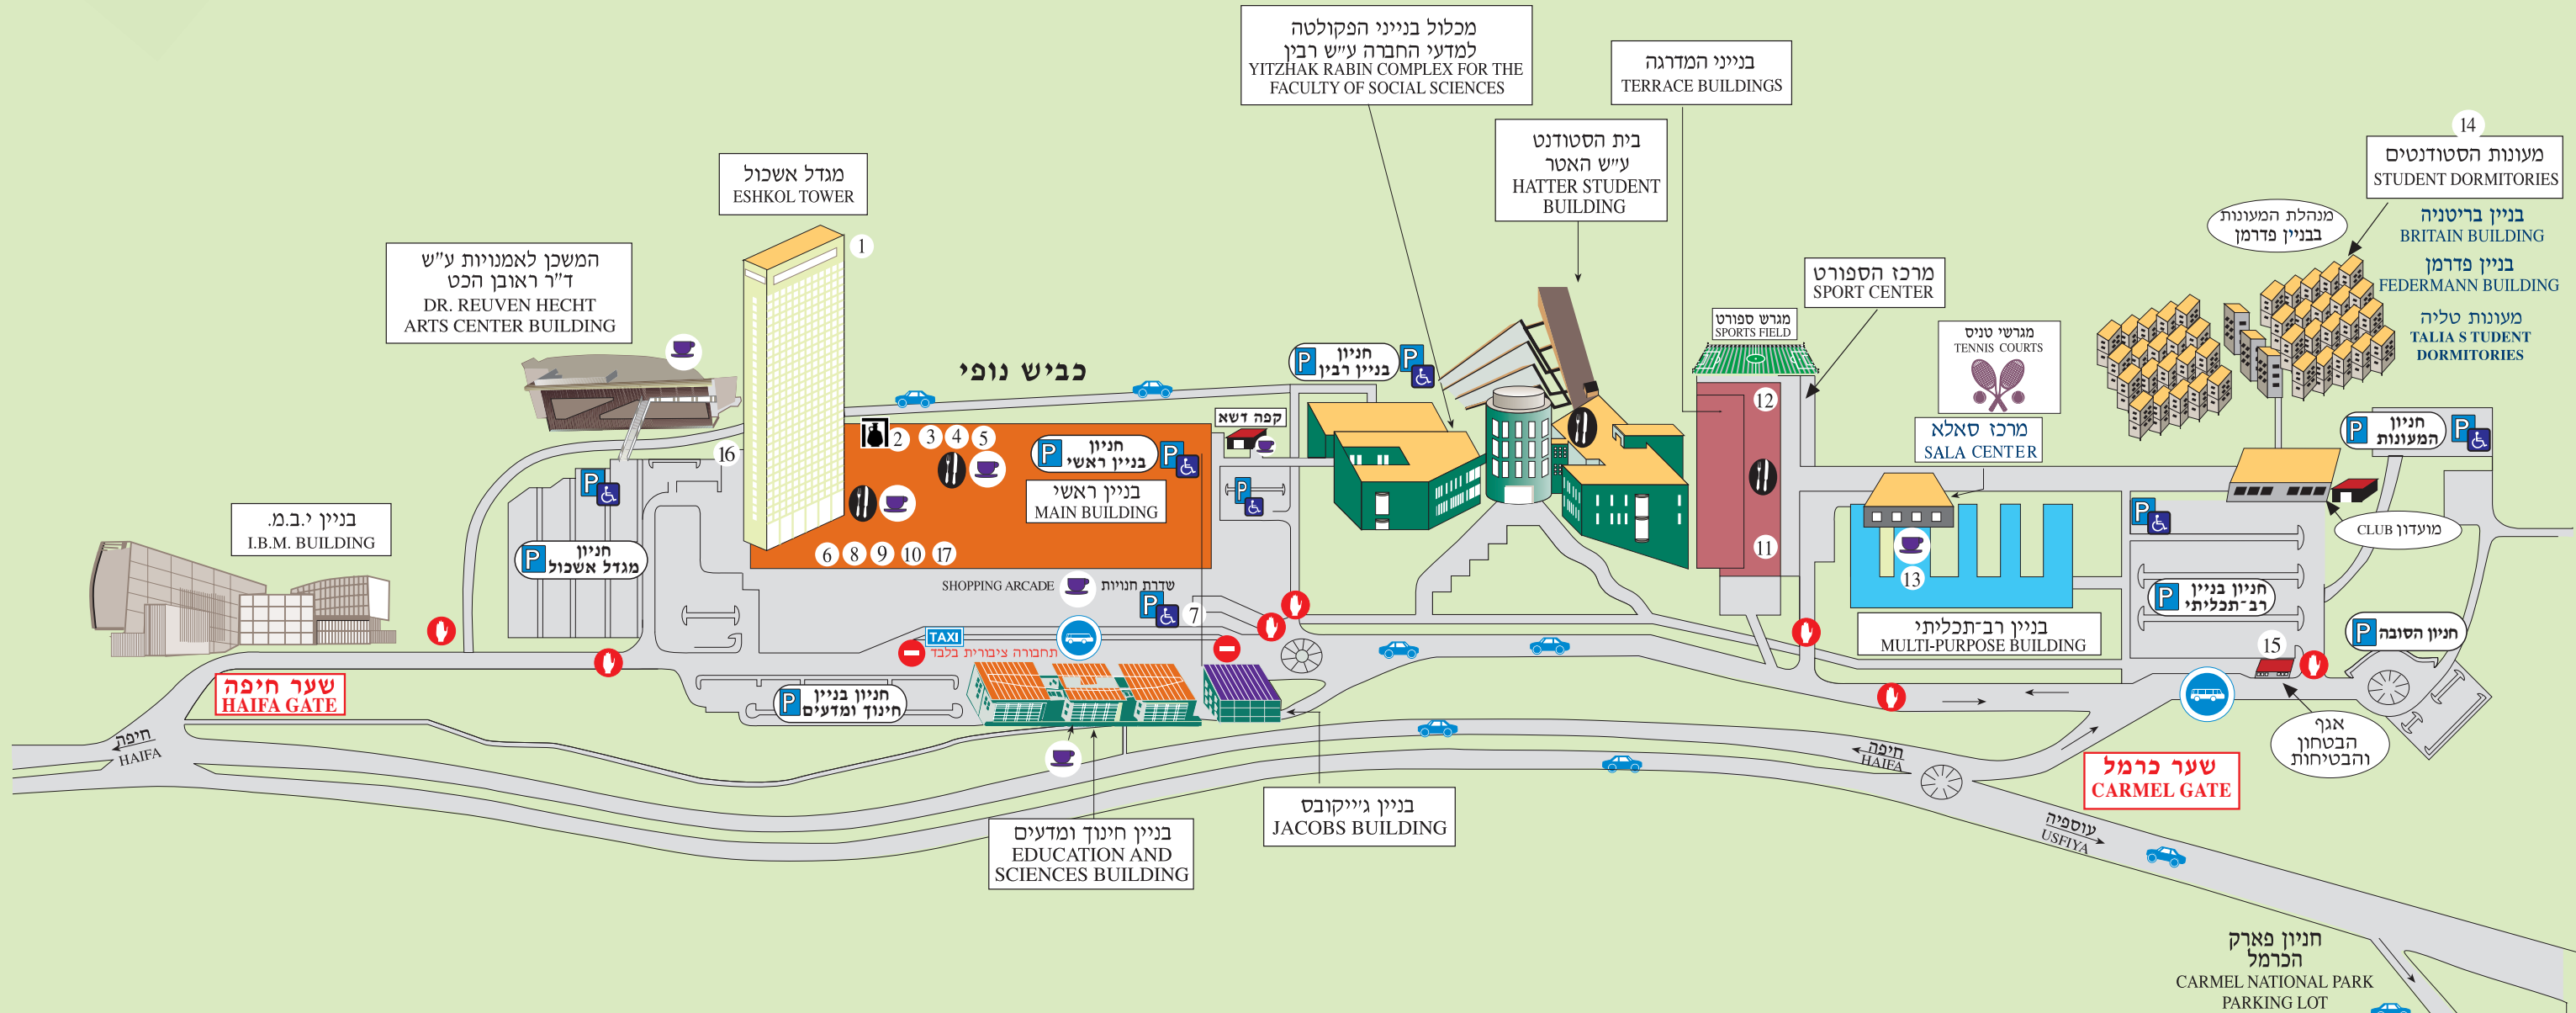 מכלול בנייני הפקולטה
למדעי החברה ע״ש רבין
YITZHAK RABIN COMPLEX FOR THE
FACULTY OF SOCIAL SCIENCES
בנייני המדרגה
TERRACE BUILDINGS
בית הסטודנט
ע״ש האטר
HATTER STUDENT
BUILDING
14
מעונות הסטודנטים
STUDENT DORMITORIES
מנהלת המעונות
בבניין פדרמן
בניין בריטניה
BRITAIN BUILDING
בניין פדרמן
FEDERMANN BUILDING
מעונות טליה
TALIA S TUDENT
DORMITORIES
מגדל אשכול
ESHKOL TOWER
1
המשכן לאמנויות ע״ש
ד״ר ראובן הכט
DR. REUVEN HECHT
ARTS CENTER BUILDING
מרכז הספורט
SPORT CENTER
מגרש ספורט
SPORTS FIELD
מגרשי טניס
TENNIS COURTS
כביש נופי
חניון
בניין רבין
P
P
קפה דשא
12
מרכז סאלא
SALA CENTER
חניון
המעונות
P
P
2
3
4
5
חניון
בניין ראשי
P
P
16
P
בניין ראשי
MAIN BUILDING
P
בניין י.ב.מ.
I.B.M. BUILDING
חניון
מגדל אשכול
P
6
8
9
10
17
11
13
P
מועדון CLUB
SHOPPING ARCADE
שדרת חנויות
P
7
חניון בניין
רב־תכליתי
P
TAXI
תחבורה ציבורית בלבד
בניין רב־תכליתי
MULTI-PURPOSE BUILDING
חניון הסובה
P
15
שער חיפה
HAIFA GATE
חניון בניין
חינוך ומדעים
P
אגף
הבטחון
והבטיחות
חיפה
HAIFA
חיפה
HAIFA
שער כרמל
CARMEL GATE
בניין ג׳ייקובס
JACOBS BUILDING
בניין חינוך ומדעים
EDUCATION AND
SCIENCES BUILDING
עוספיה
USFIYA
חניון פארק
הכרמל
CARMEL NATIONAL PARK
PARKING LOT